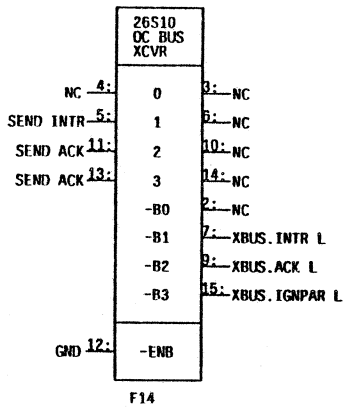 26S10
OC BUS
XCVR
NC 4: 0 3: NC
SEND INTR 5: 1 6: NC
SEND ACK 11: 2 10: NC
SEND ACK 13: 3 14: NC
-B0 2: NC
-B1 7: XBUS.INTR L
-B2 9: XBUS.ACK L
-B3 15: XBUS.IGNPAR L
GND 12: -ENB
F14